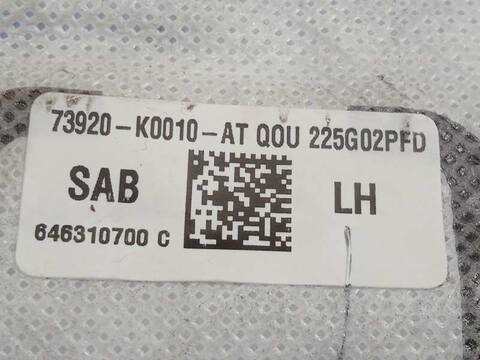 73920-K0010-AT QOU 225G02PFD
SAB LH
646310700 C